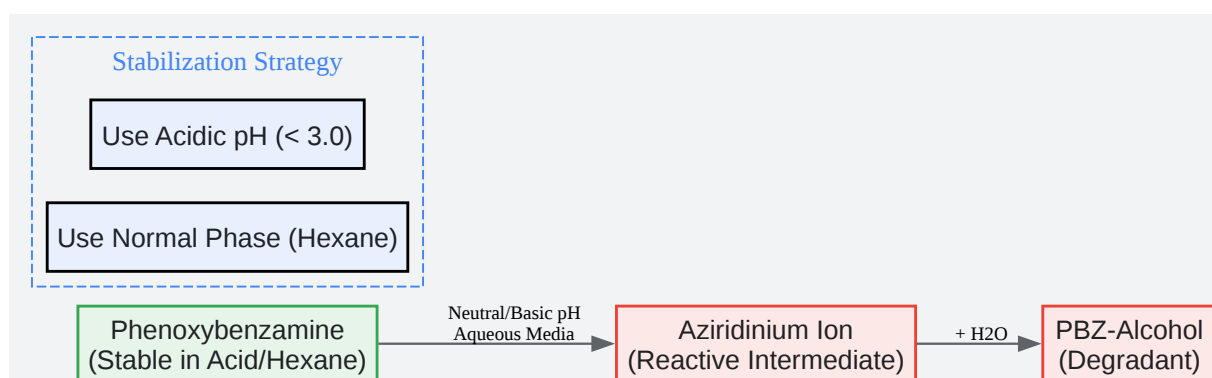 Stabilization Strategy
Use Acidic pH (< 3.0)
Use Normal Phase (Hexane)
Phenoxybenzamine
(Stable in Acid/Hexane)
Neutral/Basic pH
Aqueous Media
Aziridinium Ion
(Reactive Intermediate)
+ H2O
PBZ-Alcohol
(Degradant)